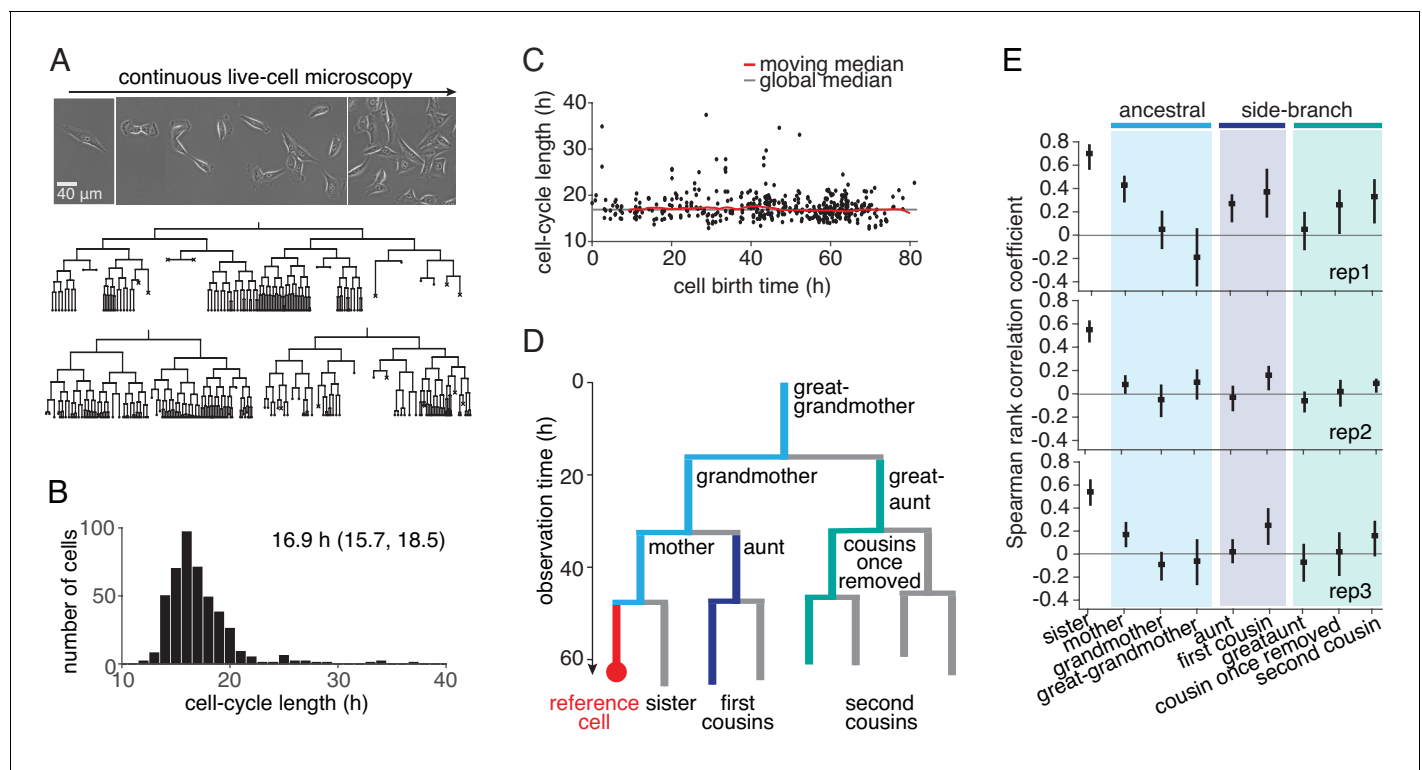 A
continuous live-cell microscopy
40 µm
B
number of cells
100
50
0
16.9 h (15.7, 18.5)
10
20
30
40
cell-cycle length (h)
C
moving median
global median
cell-cycle length (h)
40
30
20
10
0
20
40
60
80
cell birth time (h)
D
observation time (h)
0
20
40
60
great-
grandmother
grandmother
great-
aunt
mother
aunt
cousins
once
removed
reference
cell
sister
first
cousins
second
cousins
E
ancestral
side-branch
Spearman rank correlation coefficient
0.8
0.6
0.4
0.2
0
-0.2
-0.4
rep1
0.8
0.6
0.4
0.2
0
-0.2
-0.4
rep2
0.8
0.6
0.4
0.2
0
-0.2
-0.4
rep3
sister
mother
grandmother
great-grandmother
aunt
first cousin
greataunt
cousin once removed
second cousin